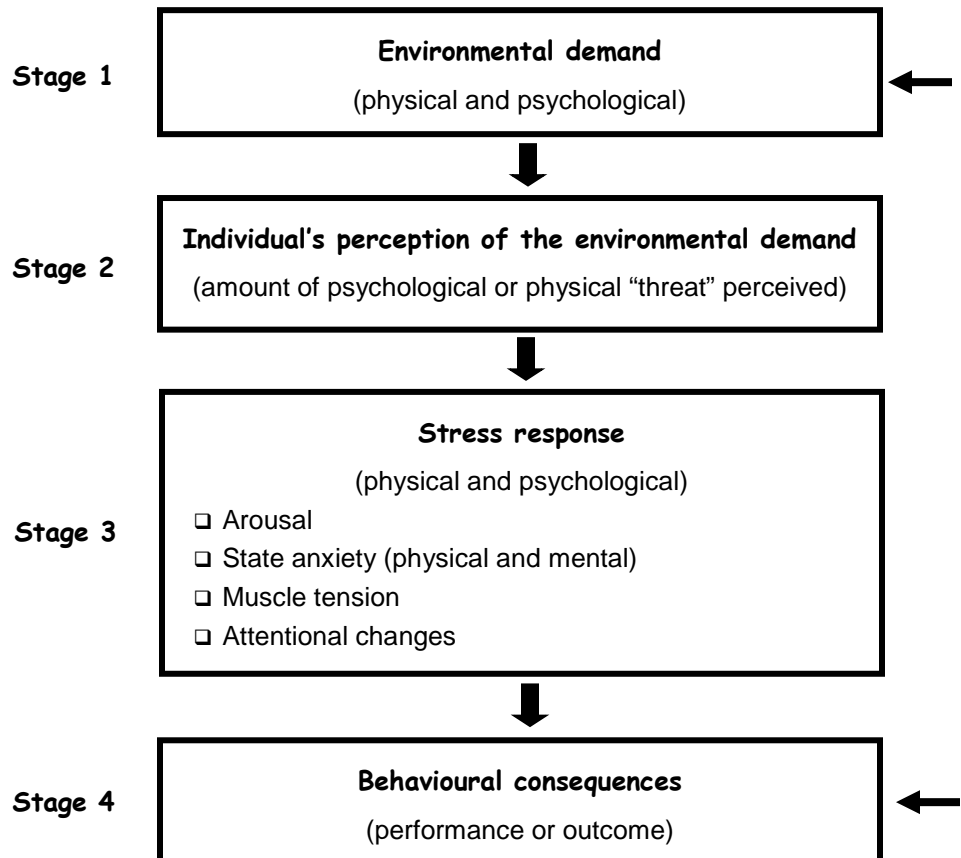 Stage 1
Environmental demand
(physical and psychological)
Stage 2
Individual’s perception of the environmental demand
(amount of psychological or physical “threat” perceived)
Stage 3
Stress response
(physical and psychological)
❑ Arousal
❑ State anxiety (physical and mental)
❑ Muscle tension
❑ Attentional changes
Stage 4
Behavioural consequences
(performance or outcome)